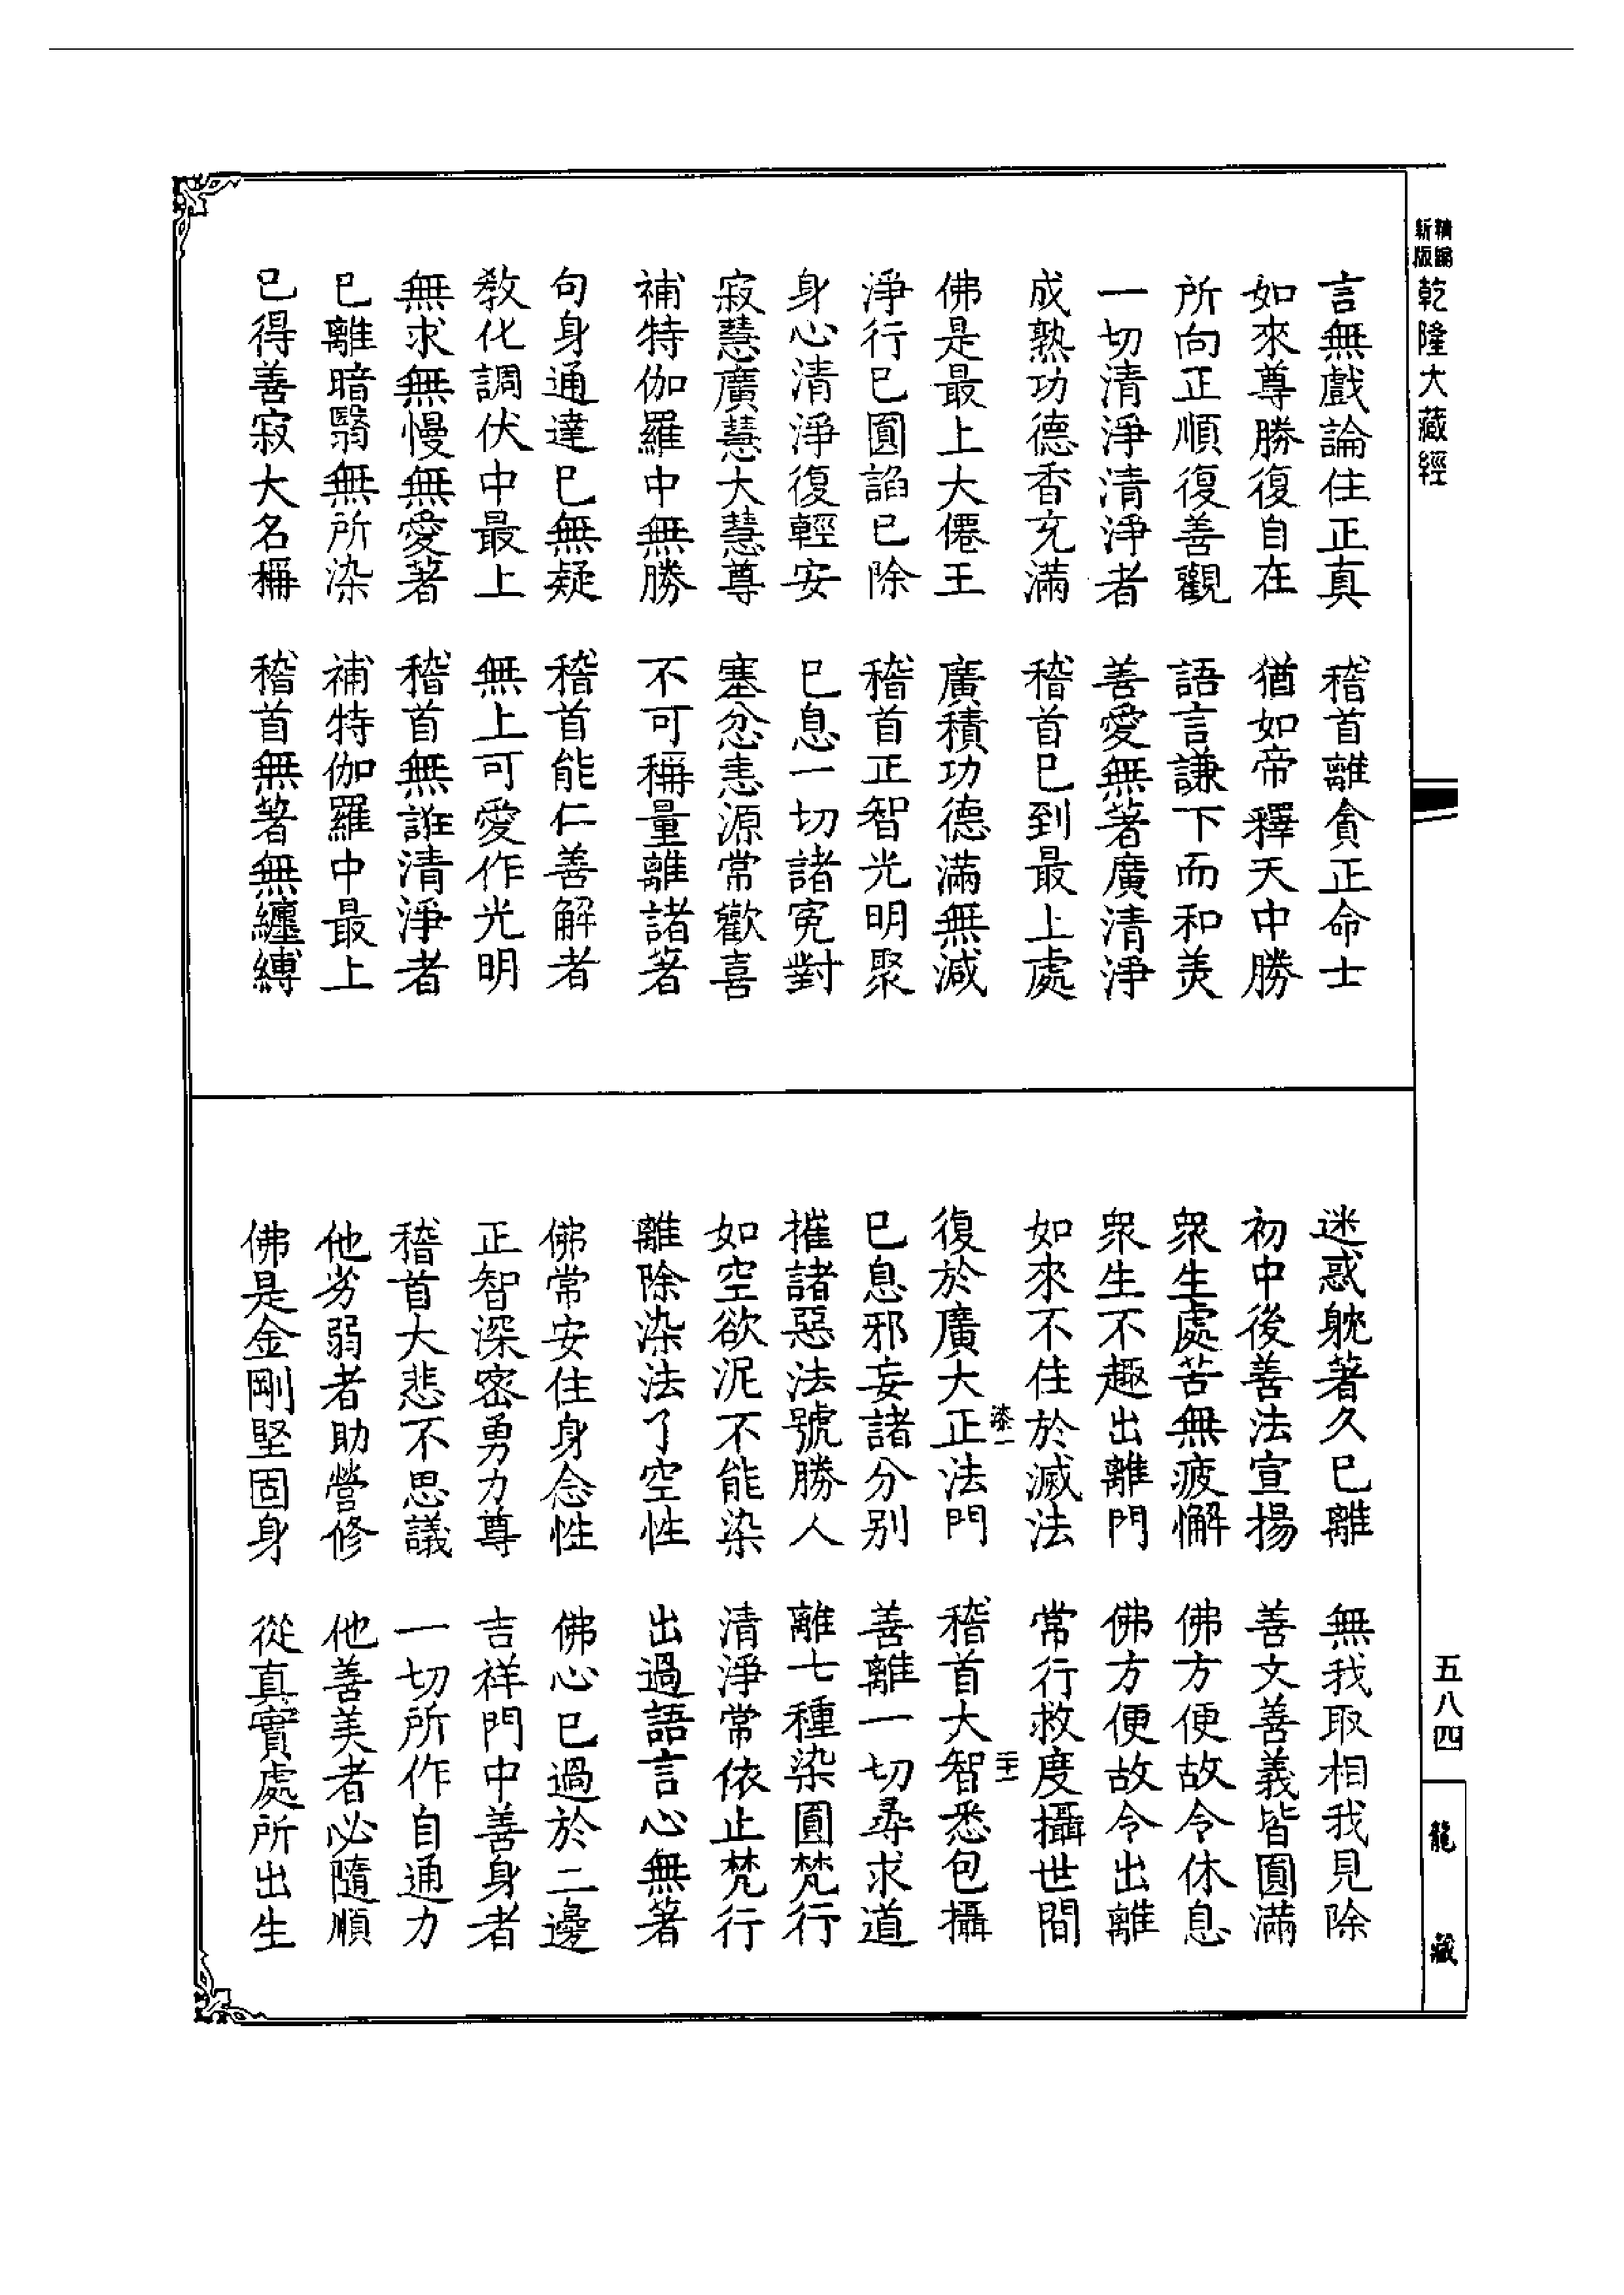 精編
新版
乾隆大藏經
言無戲論住正真　稽首離貪正命士
如來尊勝復自在　猶如帝釋天中勝
所向正順復善觀　語言謙下而和羙
一切清淨清淨者　善愛無著廣清淨
成熟功德香充滿　稽首已到最上處
佛是最上大僊王　廣積功德滿無減
淨行已圓諂已除　稽首正智光明聚
身心清淨復輕安　已息一切諸寃對
寂慧廣慧大慧尊　塞忿恚源常歡喜
補特伽羅中無勝　不可稱量離諸著
句身通達已無疑　稽首能仁善解者
教化調伏中最上　無上可愛作光明
無求無慢無愛著　稽首無誑清淨者
已離暗翳無所染　補特伽羅中最上
已得善寂大名稱　稽首無著無纏縛
迷惑躭著久已離　無我取相我見除
初中後善法宣揚　善文善義皆圓滿
衆生處苦無疲懈　佛方便故令休息
衆生不趣出離門　佛方便故令出離
如來不住於滅法　常行救度攝世間
漆一
二十一
復於廣大正法門　稽首大智悉包攝
已息邪妄諸分别　善離一切尋求道
摧諸惡法號勝人　離七種染圓梵行
如空欲泥不能染　清淨常依止梵行
離除染法了空性　出過語言心無著
佛常安住身念性　佛心已過於二邊
正智深密勇力尊　吉祥門中善身者
稽首大悲不思議　一切所作自通力
他劣弱者助營修　他善美者必隨順
佛是金剛堅固身　從真實處所出生
五八四
龍藏